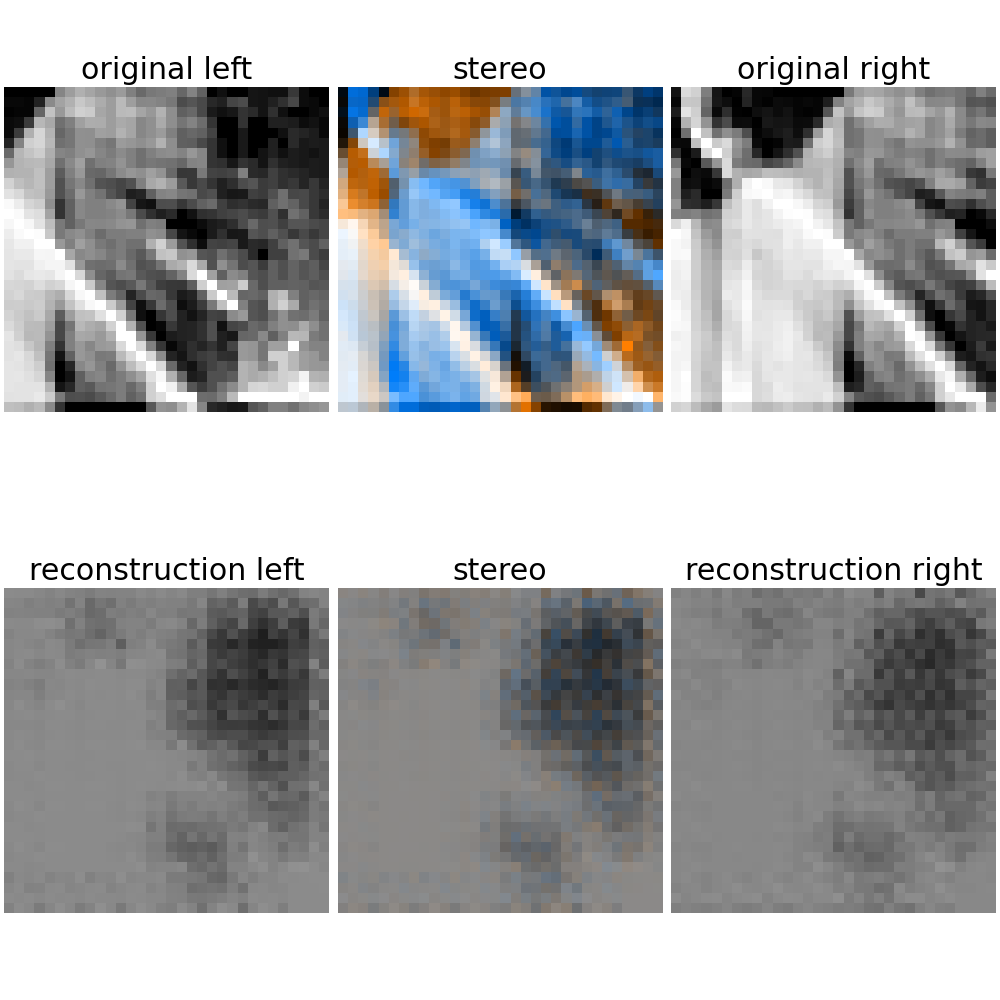 original left
stereo
original right
reconstruction left
stereo
reconstruction right